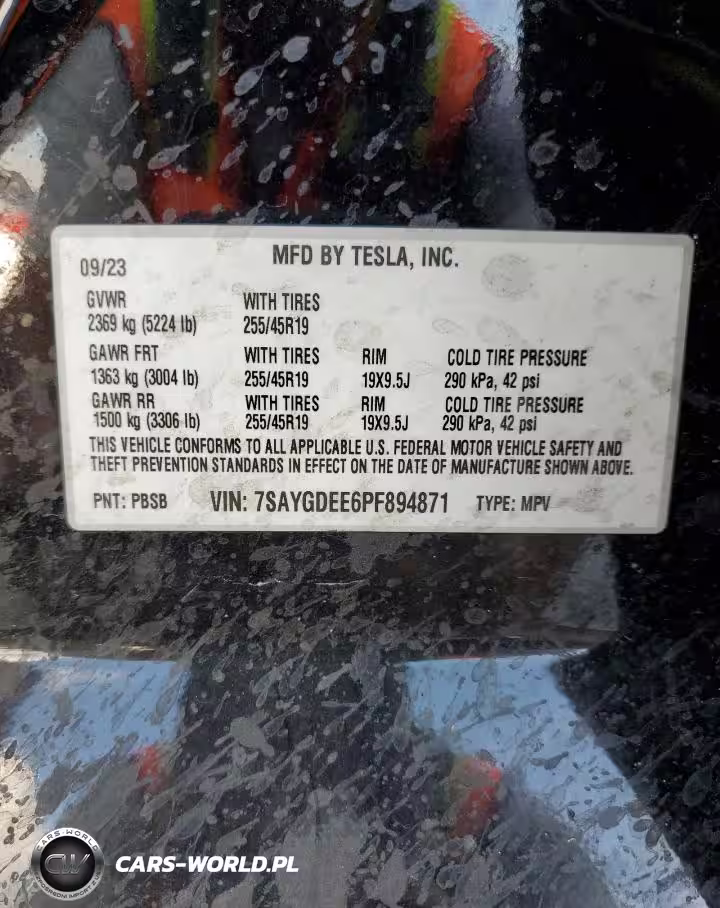 MFD BY TESLA, INC.
09/23
GVWR WITH TIRES
2369 kg (5224 lb) 255/45R19
GAWR FRT WITH TIRES RIM COLD TIRE PRESSURE
1363 kg (3004 lb) 255/45R19 19X9.5J 290 kPa, 42 psi
GAWR RR WITH TIRES RIM COLD TIRE PRESSURE
1500 kg (3306 lb) 255/45R19 19X9.5J 290 kPa, 42 psi
THIS VEHICLE CONFORMS TO ALL APPLICABLE U.S. FEDERAL MOTOR VEHICLE SAFETY AND
THEFT PREVENTION STANDARDS IN EFFECT ON THE DATE OF MANUFACTURE SHOWN ABOVE.
PNT: PBSB VIN: 7SAYGDEE6PF894871 TYPE: MPV
CARS-WORLD
CW
CARS-WORLD.PL